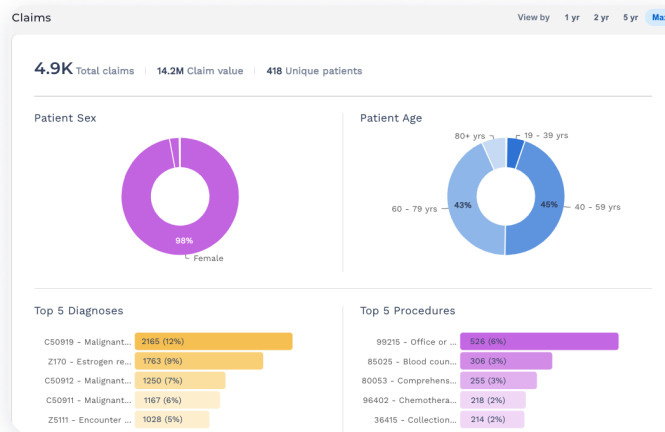 Claims
View by 1 yr 2 yr 5 yr Max
4.9K Total claims 14.2M Claim value 418 Unique patients
Patient Sex
98%
Female
Patient Age
80+ yrs
19 - 39 yrs
60 - 79 yrs
43%
45%
40 - 59 yrs
Top 5 Diagnoses
C50919 - Malignant... 2165 (12%)
Z170 - Estrogen re... 1763 (9%)
C50912 - Malignant... 1250 (7%)
C50911 - Malignant... 1167 (6%)
Z5111 - Encounter ... 1028 (5%)
Top 5 Procedures
99215 - Office or ... 526 (6%)
85025 - Blood coun... 306 (3%)
80053 - Comprehens... 255 (3%)
96402 - Chemothera... 218 (2%)
36415 - Collection... 214 (2%)